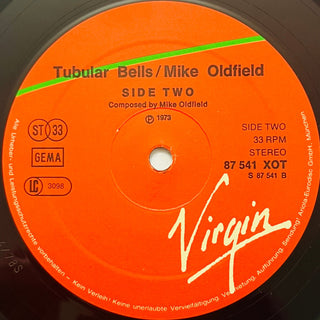 Tubular Bells/Mike Oldfield
SIDE TWO
Composed by Mike Oldfield
℗ 1973
ST 33
GEMA
LC 3098
SIDE TWO
33 RPM
STEREO
87 541 XOT
S 87 541 B
Virgin
Alle Urheber- und Leistungsschutzrechte vorbehalten – Kein Verleih! Keine unerlaubte Vervielfältigung, Vermietung, Aufführung, Sendung! Ariola-Eurodisc GmbH, München